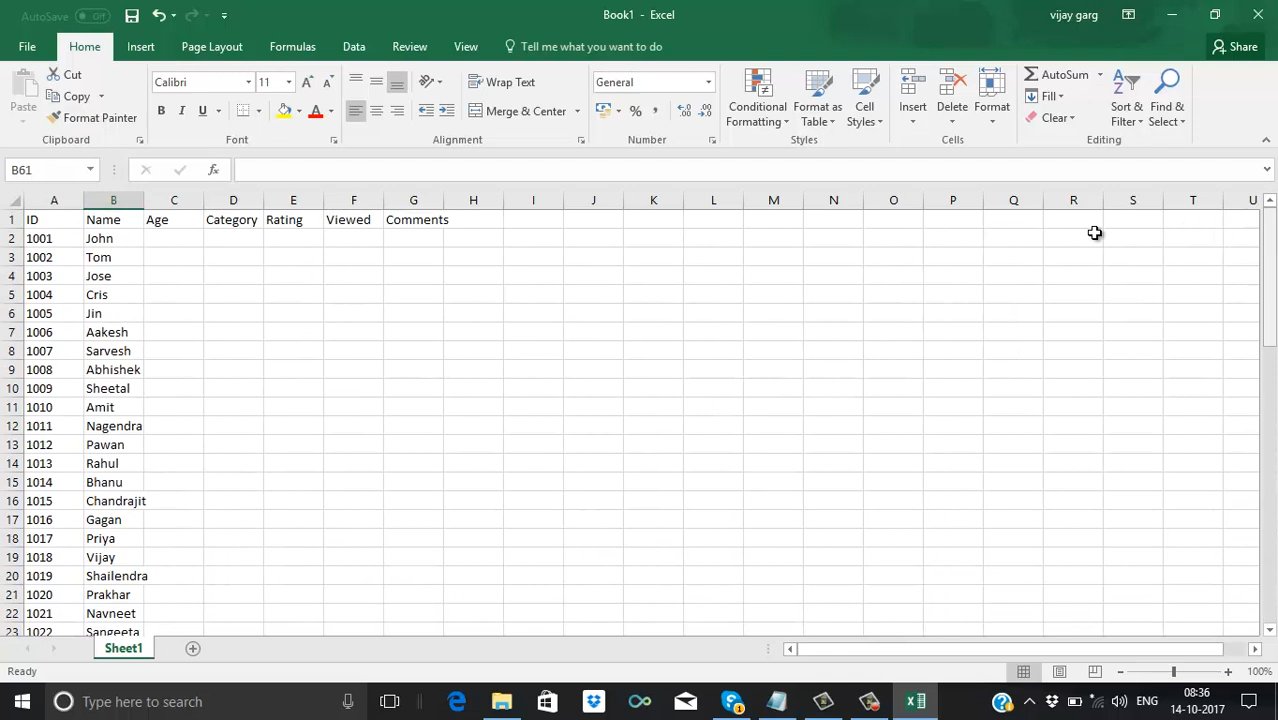 AutoSave Off
Book1 - Excel
vijay garg
File Home Insert Page Layout Formulas Data Review View Tell me what you want to do Share
Paste
Cut
Copy
Format Painter
Clipboard
Calibri 11
B I U
Font
Wrap Text
Merge & Center
Alignment
General
Number
Conditional Formatting
Format as Table
Cell Styles
Styles
Insert Delete Format
Cells
AutoSum
Fill
Clear
Sort & Filter
Find & Select
Editing
B61 fx
A B C D E F G H I J K L M N O P Q R S T U
1 ID Name Age Category Rating Viewed Comments
2 1001 John
3 1002 Tom
4 1003 Jose
5 1004 Cris
6 1005 Jin
7 1006 Aakesh
8 1007 Sarvesh
9 1008 Abhishek
10 1009 Sheetal
11 1010 Amit
12 1011 Nagendra
13 1012 Pawan
14 1013 Rahul
15 1014 Bhanu
16 1015 Chandrajit
17 1016 Gagan
18 1017 Priya
19 1018 Vijay
20 1019 Shailendra
21 1020 Prakhar
22 1021 Navneet
23 1022 Sangeeta
Sheet1
Ready
100%
Type here to search
ENG
08:36
14-10-2017